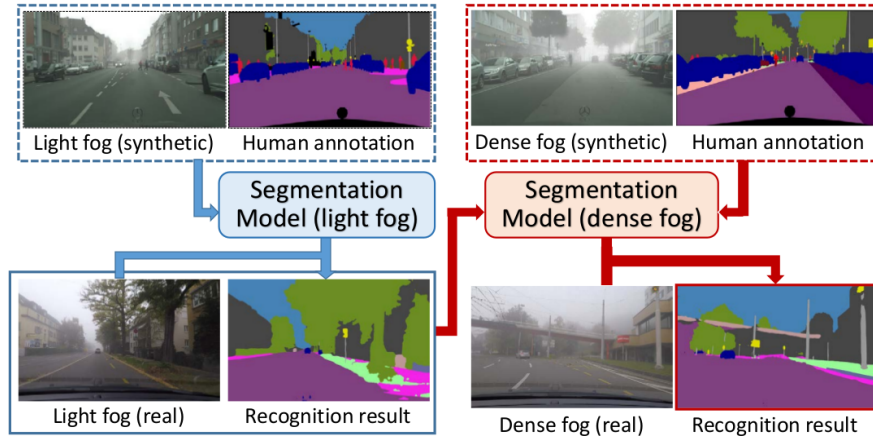 Light fog (synthetic)
Human annotation
Dense fog (synthetic)
Human annotation
Segmentation
Model (light fog)
Segmentation
Model (dense fog)
Light fog (real)
Recognition result
Dense fog (real)
Recognition result